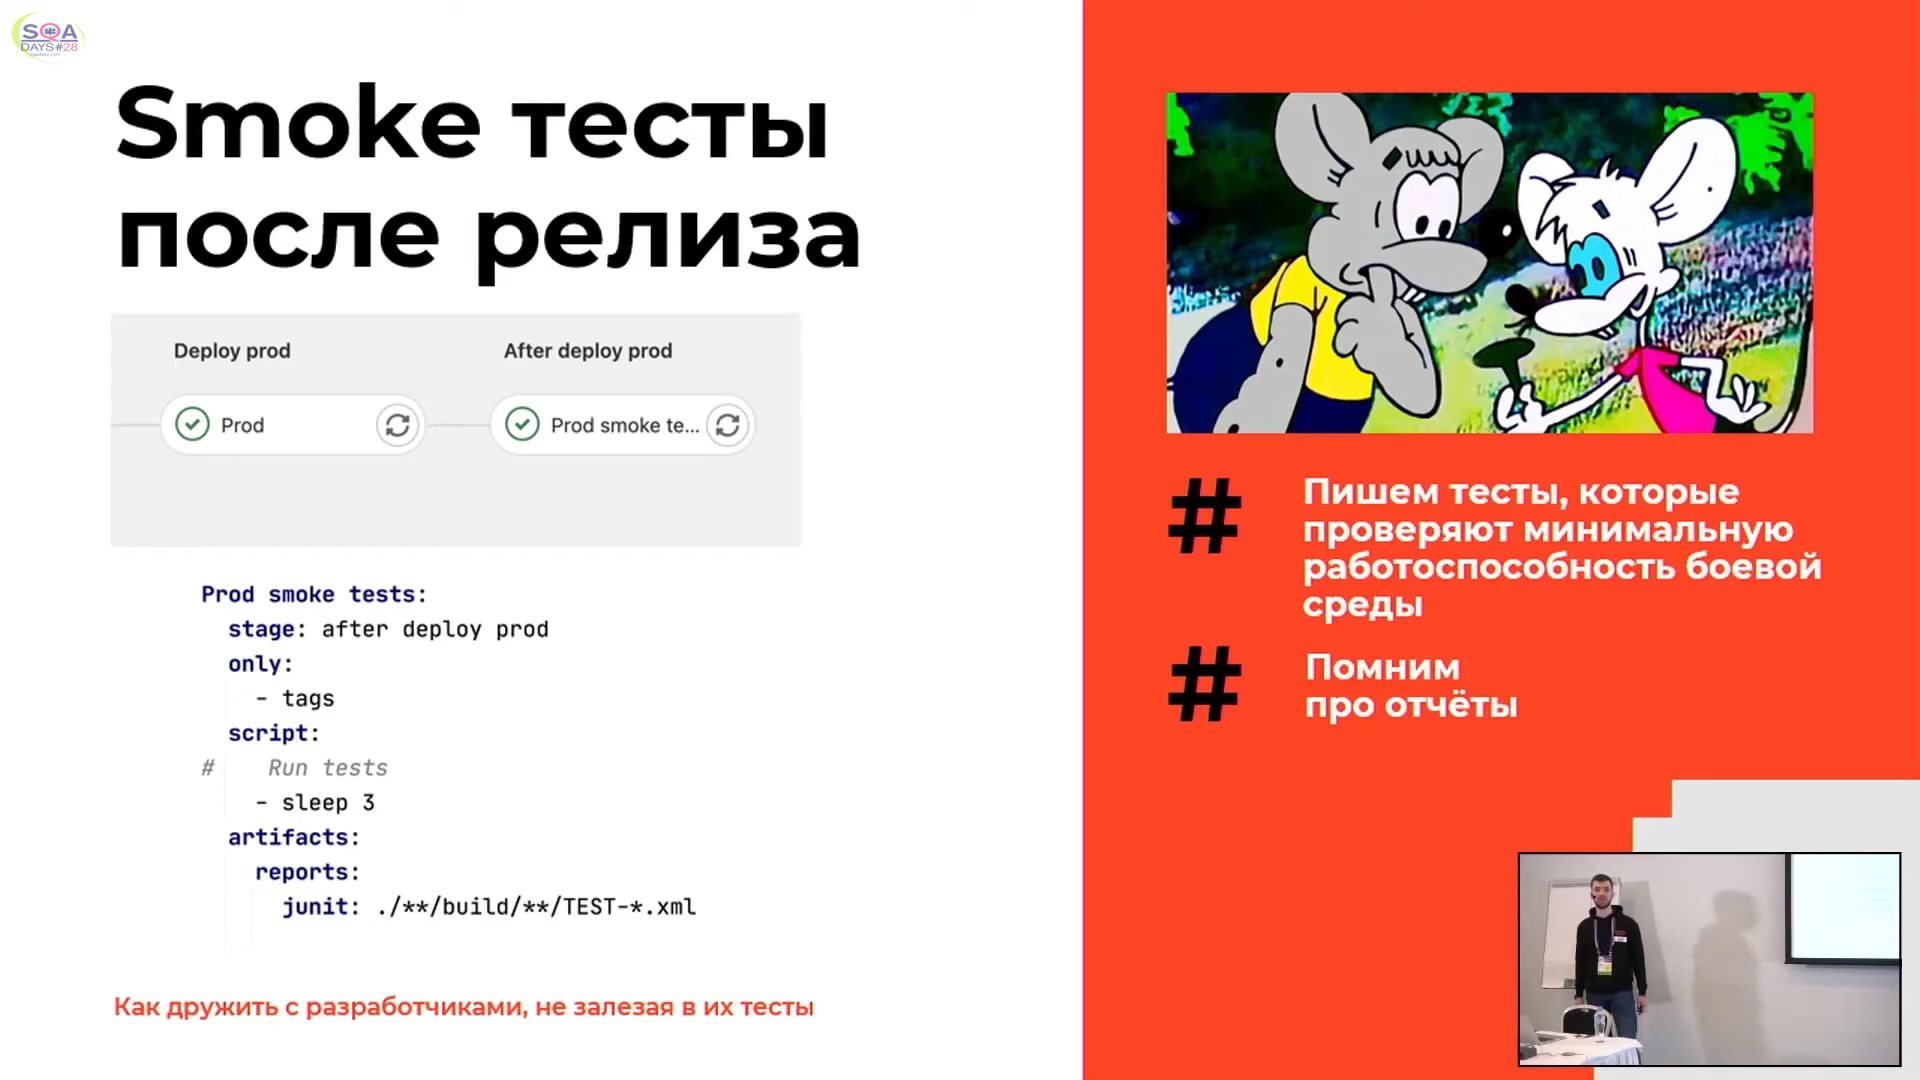 SQA
DAYS#28
Smoke тесты
после релиза
Deploy prod
After deploy prod
Prod
Prod smoke te...
Prod smoke tests:
stage: after deploy prod
only:
- tags
script:
# Run tests
- sleep 3
artifacts:
reports:
junit: ./**/build/**/TEST-*.xml
Как дружить с разработчиками, не залезая в их тесты
# Пишем тесты, которые
проверяют минимальную
работоспособность боевой
среды
# Помним
про отчёты